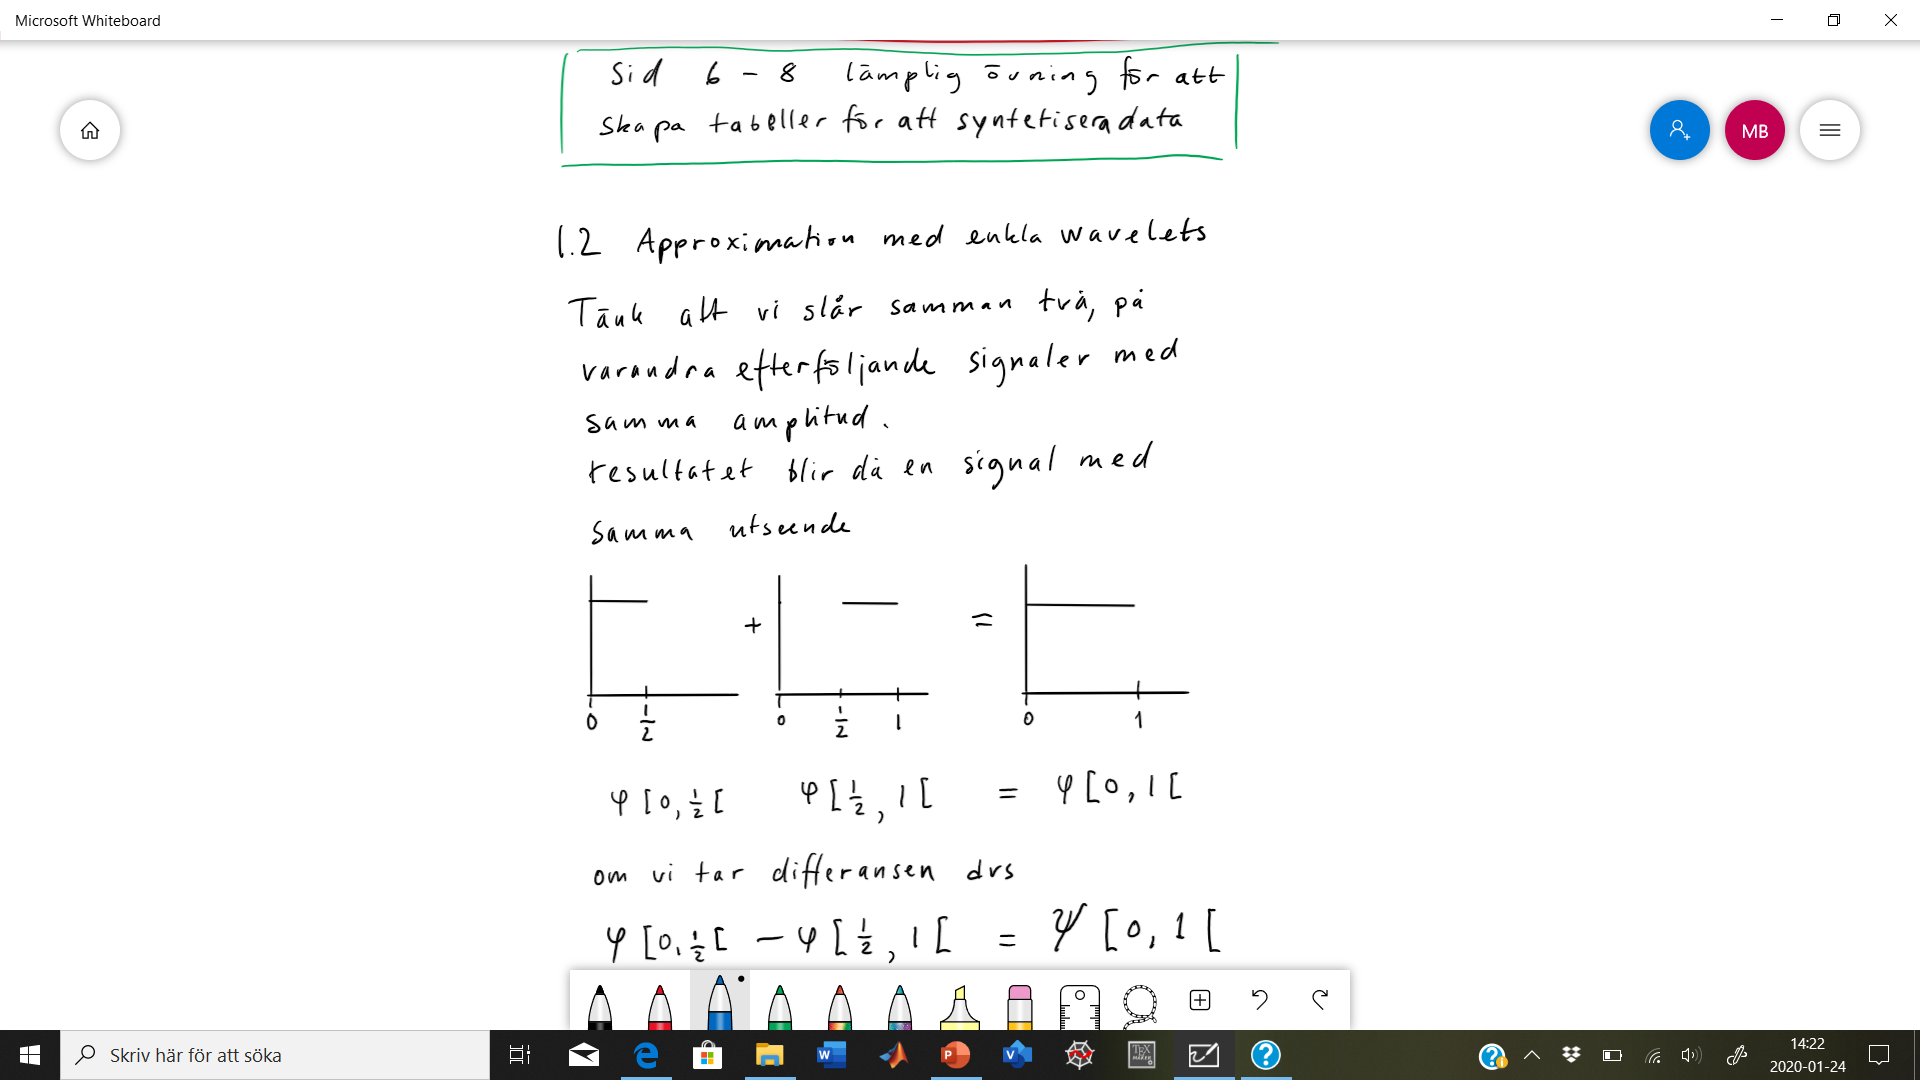 Microsoft Whiteboard
Sid 6 - 8 lämplig övning för att
skapa tabeller för att syntetisera data
MB
1.2 Approximation med enkla wavelets
Tänk att vi slår samman två, på
varandra efterföljande signaler med
samma amplitud.
resultatet blir då en signal med
samma utseende
+ =
0 1/2 0 1/2 1 0 1
φ[0, 1/2[ φ[1/2, 1[ = φ[0, 1[
om vi tar differansen dvs
φ[0, 1/2[ - φ[1/2, 1[ = ψ[0, 1[
Skriv här för att söka
14:22
2020-01-24